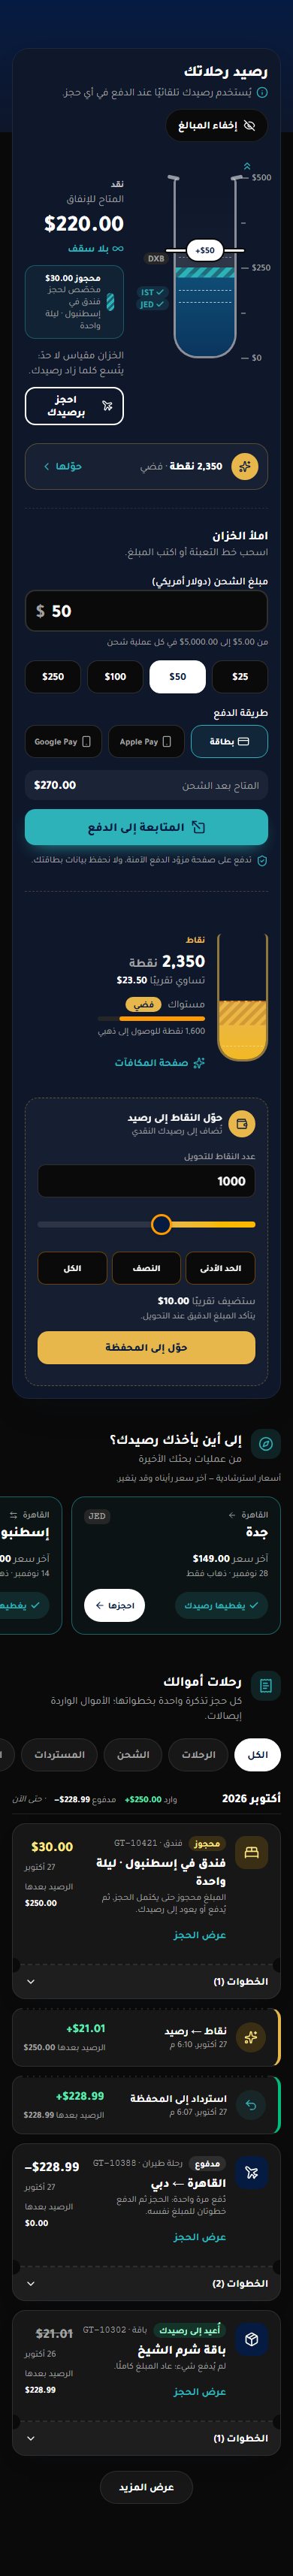 رصيد رحلاتك
يُستخدم رصيدك تلقائيًا عند الدفع في أي حجز.
إخفاء المبالغ
نقد
المتاح للإنفاق
$220.00
بلا سقف
محجوز $30.00
مخصّص لحجز
فندق في
إسطنبول · ليلة
واحدة
الخزان مقياس لا حدّ:
يتّسع كلما زاد رصيدك.
احجز
برصيدك
$500
+$50
DXB
$250
IST
JED
$0
2,350 نقطة · فضي
حوّلها
املأ الخزان
اسحب خط التعبئة أو اكتب المبلغ.
مبلغ الشحن (دولار أمريكي)
$ 50
من $5.00 إلى $5,000.00 في كل عملية شحن
$25
$50
$100
$250
طريقة الدفع
بطاقة
Apple Pay
Google Pay
المتاح بعد الشحن
$270.00
المتابعة إلى الدفع
تدفع على صفحة مزوّد الدفع الآمنة، ولا نحفظ بيانات بطاقتك.
نقاط
2,350 نقطة
تساوي تقريبًا $23.50
مستواك فضي
1,600 نقطة للوصول إلى ذهبي
صفحة المكافآت
حوّل النقاط إلى رصيد
تُضاف إلى رصيدك النقدي
عدد النقاط للتحويل
1000
الحد الأدنى
النصف
الكل
ستضيف تقريبًا $10.00
يتأكد المبلغ الدقيق عند التحويل.
حوّل إلى المحفظة
إلى أين يأخذك رصيدك؟
من عمليات بحثك الأخيرة
أسعار استرشادية — آخر سعر رأيناه وقد يتغير.
القاهرة
جدة
JED
آخر سعر $149.00
28 نوفمبر · ذهاب فقط
يغطيها رصيدك
احجزها
القاهرة
إسطنبو
آخر سعر
14 نوفمبر
رحلات أموالك
كل حجز تذكرة واحدة بخطواتها؛ الأموال الواردة
إيصالات.
الكل
الرحلات
الشحن
المستردات
أكتوبر 2026
وارد +$250.00
مدفوع −$228.99
· حتى الآن
محجوز
فندق · GT-10421
فندق في إسطنبول · ليلة
واحدة
المبلغ محجوز حتى يكتمل الحجز، ثم
يُدفع أو يعود إلى رصيدك.
عرض الحجز
$30.00
27 أكتوبر
الرصيد بعدها
$250.00
الخطوات (1)
نقاط ← رصيد
27 أكتوبر، 6:10 م
+$21.01
الرصيد بعدها $250.00
استرداد إلى المحفظة
27 أكتوبر، 6:07 م
+$228.99
الرصيد بعدها $228.99
مدفوع
رحلة طيران · GT-10388
القاهرة ← دبي
دُفع مرة واحدة: الحجز ثم الدفع
خطوتان للمبلغ نفسه.
عرض الحجز
−$228.99
27 أكتوبر
الرصيد بعدها
$0.00
الخطوات (2)
أُعيد إلى رصيدك
باقة · GT-10302
باقة شرم الشيخ
لم يُدفع شيء: عاد المبلغ كاملًا.
عرض الحجز
$21.01
26 أكتوبر
الرصيد بعدها
$228.99
الخطوات (1)
عرض المزيد